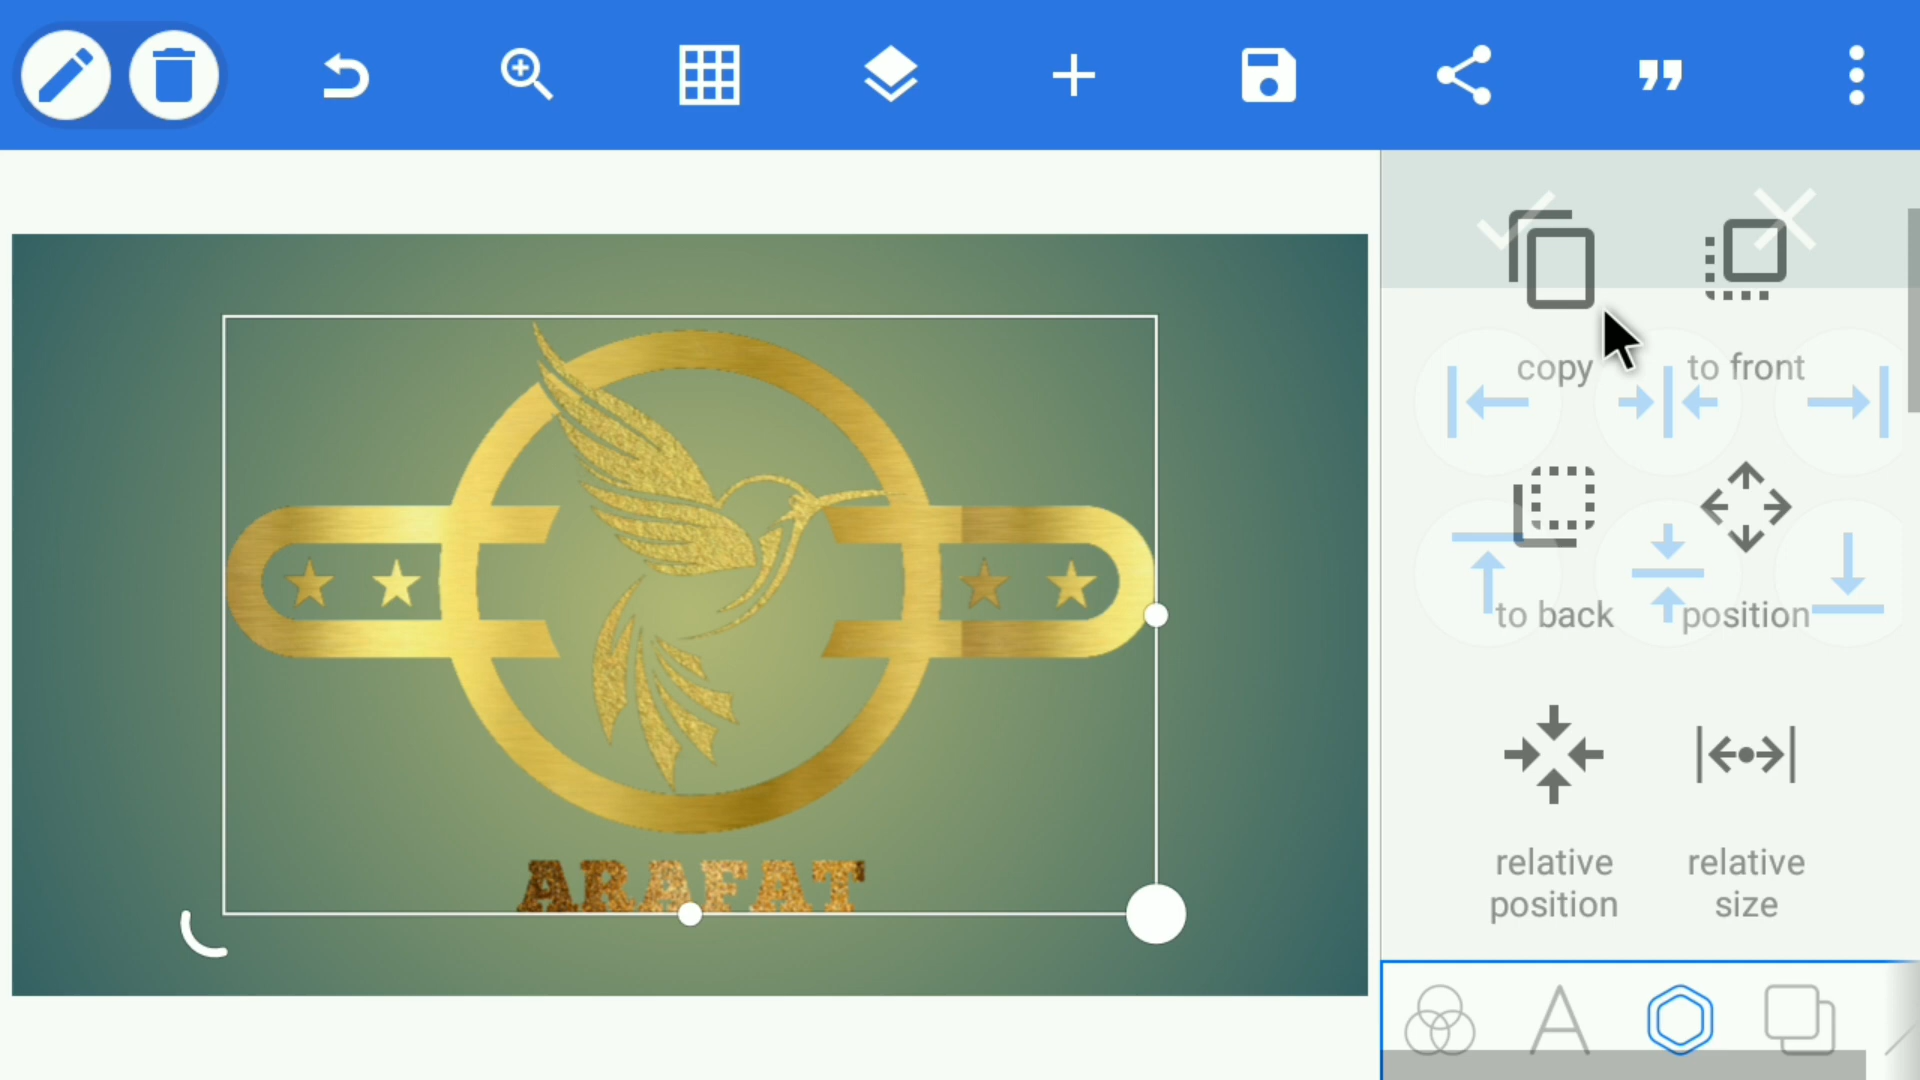 copy
to front
to back
position
relative
position
relative
size
ARAFAT